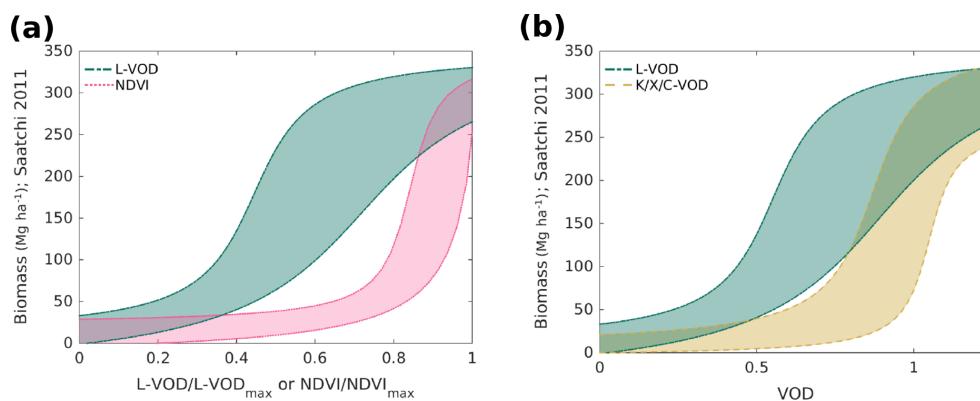 (a)
350
300
250
200
150
100
50
0
Biomass (Mg ha⁻¹); Saatchi 2011
L-VOD
NDVI
0 0.2 0.4 0.6 0.8 1
L-VOD/L-VODmax or NDVI/NDVImax
(b)
350
300
250
200
150
100
50
0
Biomass (Mg ha⁻¹); Saatchi 2011
L-VOD
K/X/C-VOD
0 0.5 1
VOD